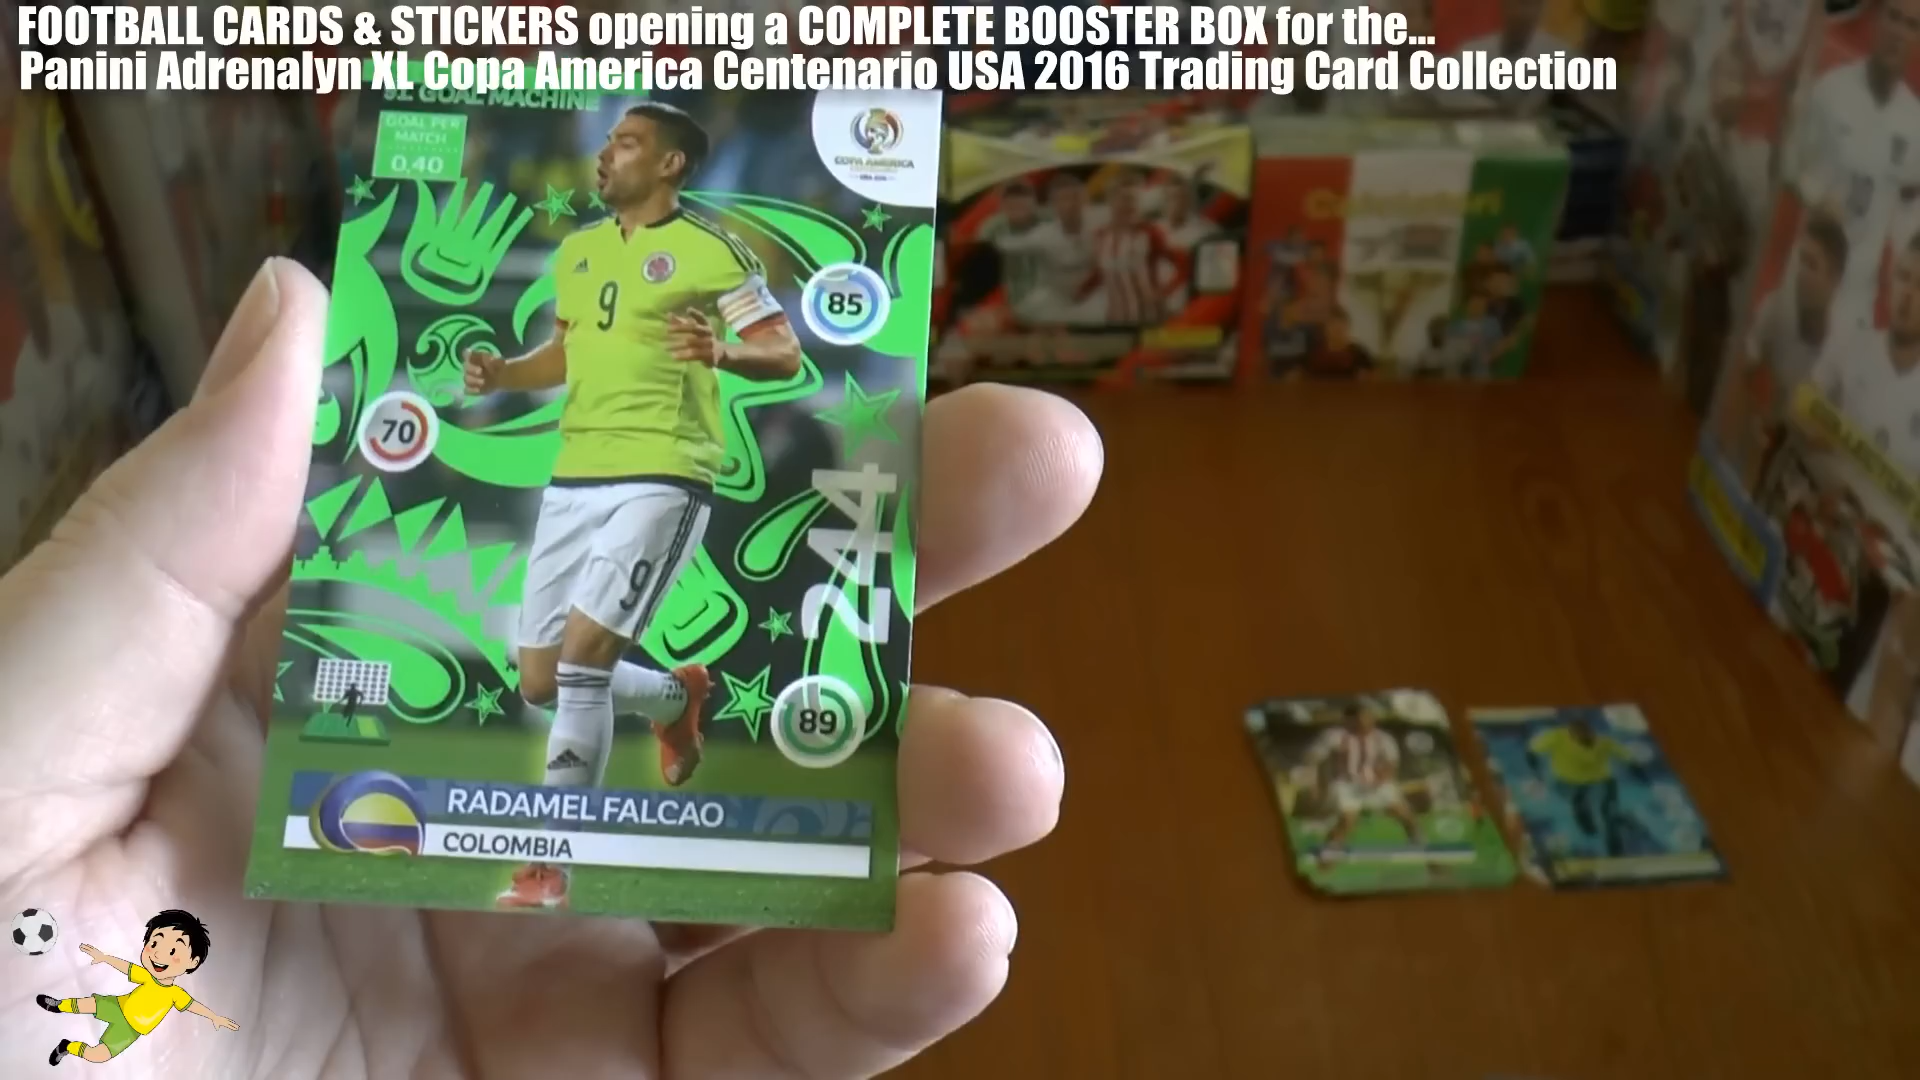 FOOTBALL CARDS & STICKERS opening a COMPLETE BOOSTER BOX for the...
Panini Adrenalyn XL Copa America Centenario USA 2016 Trading Card Collection
GOAL MACHINE
GOAL PER
MATCH
0,40
COPA AMERICA
9
85
70
244
9
89
RADAMEL FALCAO
COLOMBIA